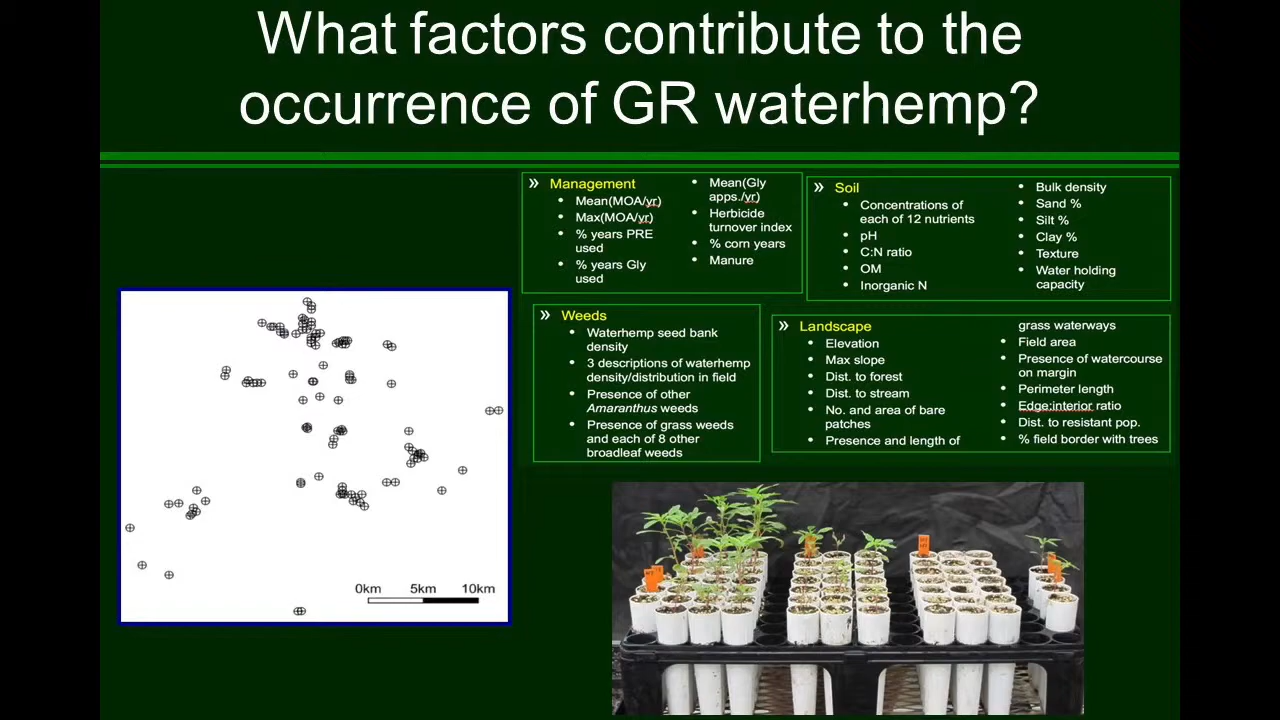 What factors contribute to the
occurrence of GR waterhemp?
» Management
• Mean(MOA/yr)
• Max(MOA/yr)
• % years PRE
used
• % years Gly
used
• Mean(Gly
apps./yr)
• Herbicide
turnover index
• % corn years
• Manure
» Soil
• Concentrations of
each of 12 nutrients
• pH
• C:N ratio
• OM
• Inorganic N
• Bulk density
• Sand %
• Silt %
• Clay %
• Texture
• Water holding
capacity
» Weeds
• Waterhemp seed bank
density
• 3 descriptions of waterhemp
density/distribution in field
• Presence of other
Amaranthus weeds
• Presence of grass weeds
and each of 8 other
broadleaf weeds
» Landscape
• Elevation
• Max slope
• Dist. to forest
• Dist. to stream
• No. and area of bare
patches
• Presence and length of
grass waterways
• Field area
• Presence of watercourse
on margin
• Perimeter length
• Edge:interior ratio
• Dist. to resistant pop.
• % field border with trees
0km 5km 10km